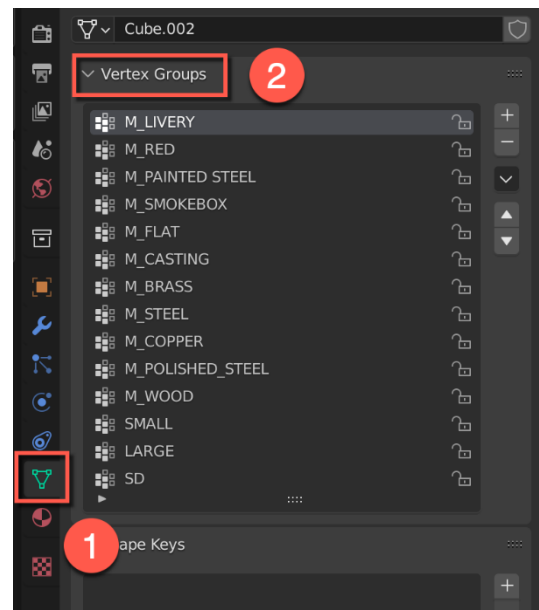 Cube.002
Vertex Groups
2
M_LIVERY
M_RED
M_PAINTED STEEL
M_SMOKEBOX
M_FLAT
M_CASTING
M_BRASS
M_STEEL
M_COPPER
M_POLISHED_STEEL
M_WOOD
SMALL
LARGE
SD
1
ape Keys